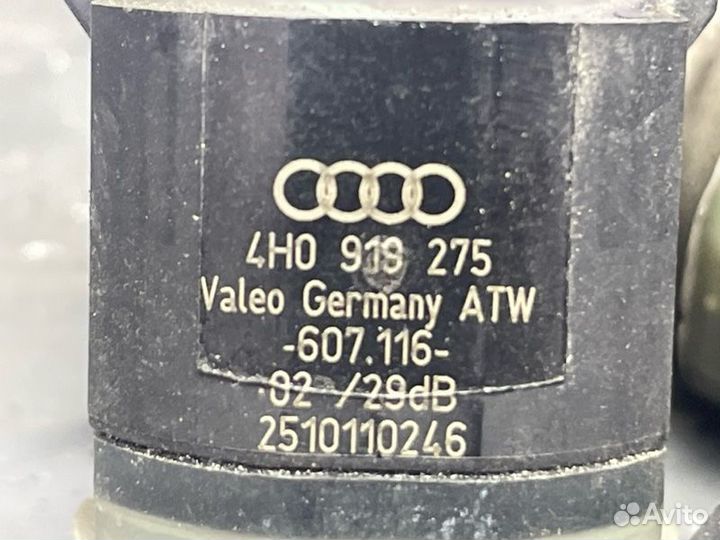 4H0 919 275
Valeo Germany ATW
-607.116-
02 /29dB
2510110246
Avito